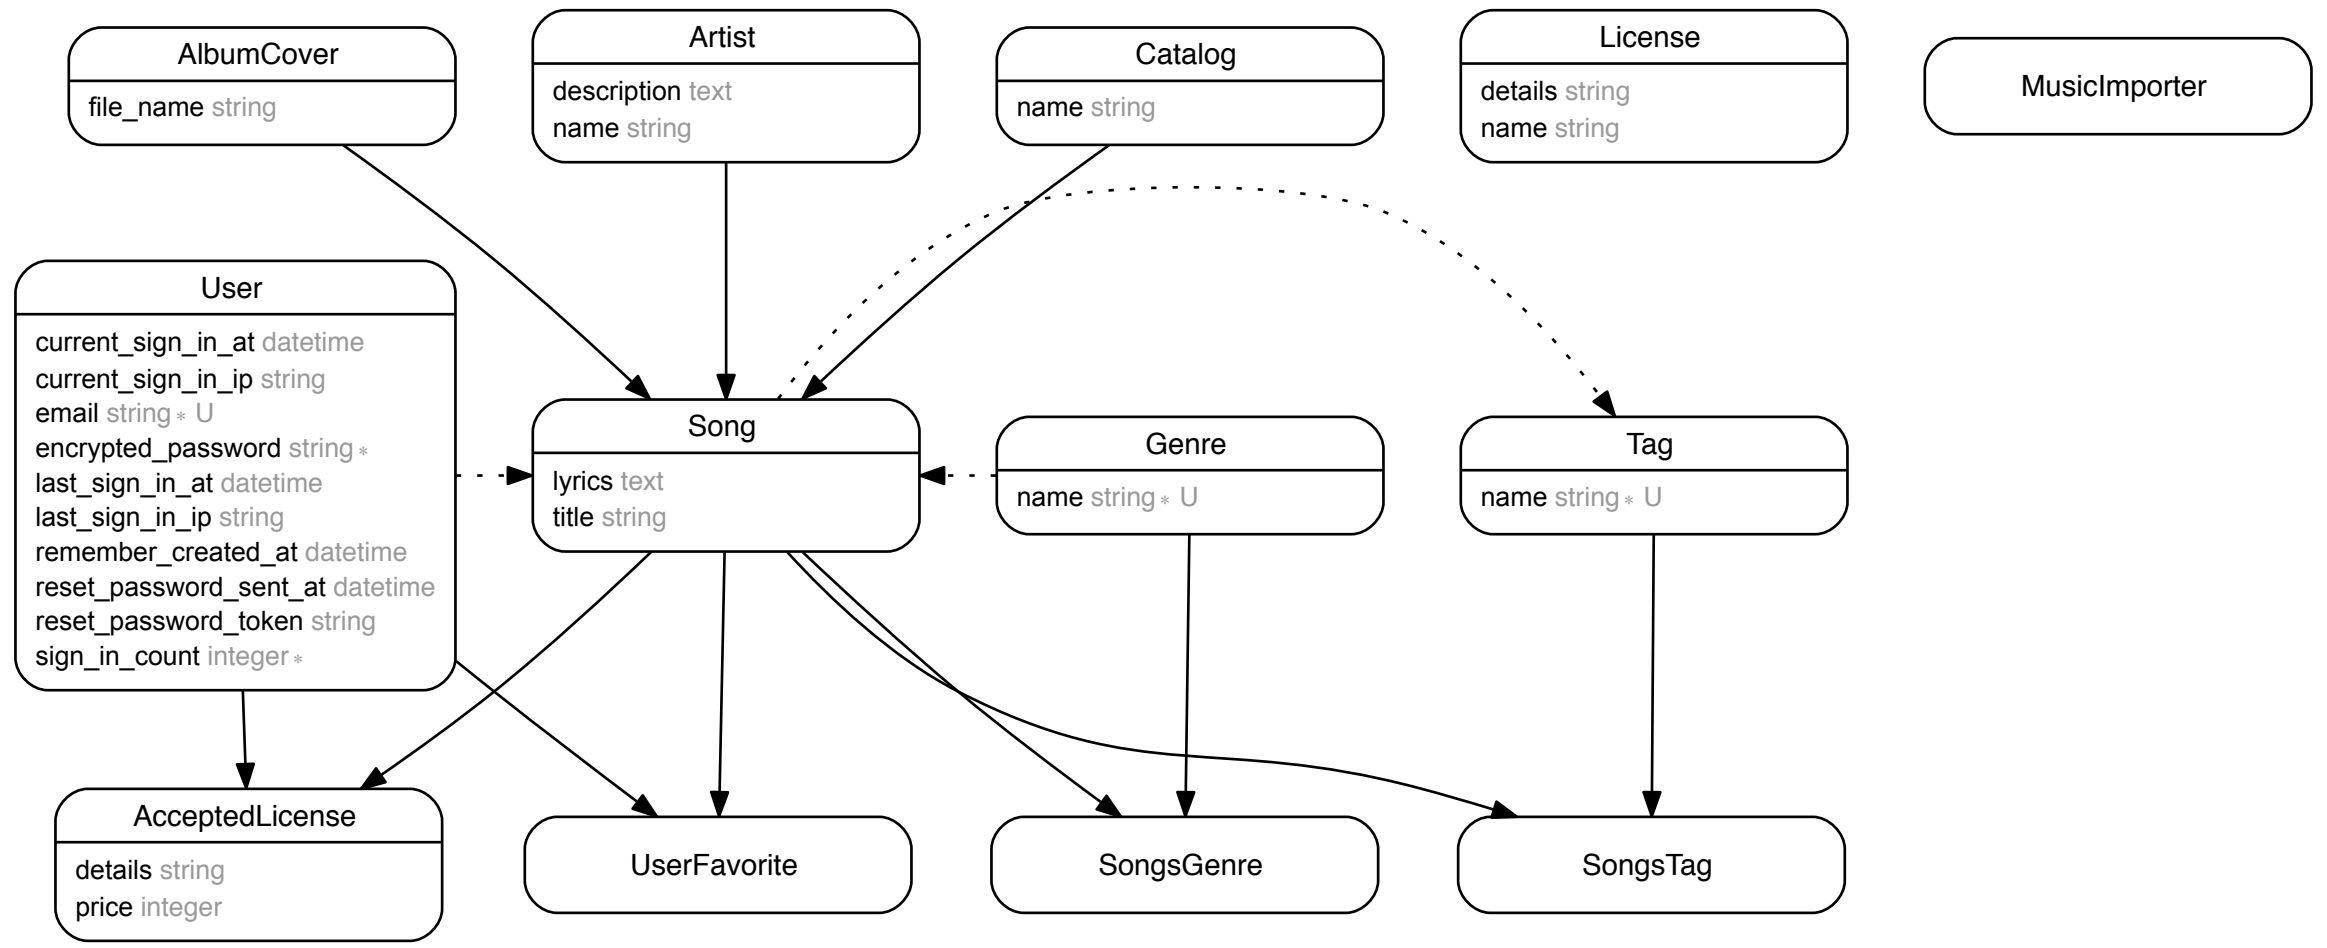 AlbumCover
file_name string
Artist
description text
name string
Catalog
name string
License
details string
name string
MusicImporter
User
current_sign_in_at datetime
current_sign_in_ip string
email string∗ U
encrypted_password string∗
last_sign_in_at datetime
last_sign_in_ip string
remember_created_at datetime
reset_password_sent_at datetime
reset_password_token string
sign_in_count integer∗
Song
lyrics text
title string
Genre
name string∗ U
Tag
name string∗ U
AcceptedLicense
details string
price integer
UserFavorite
SongsGenre
SongsTag